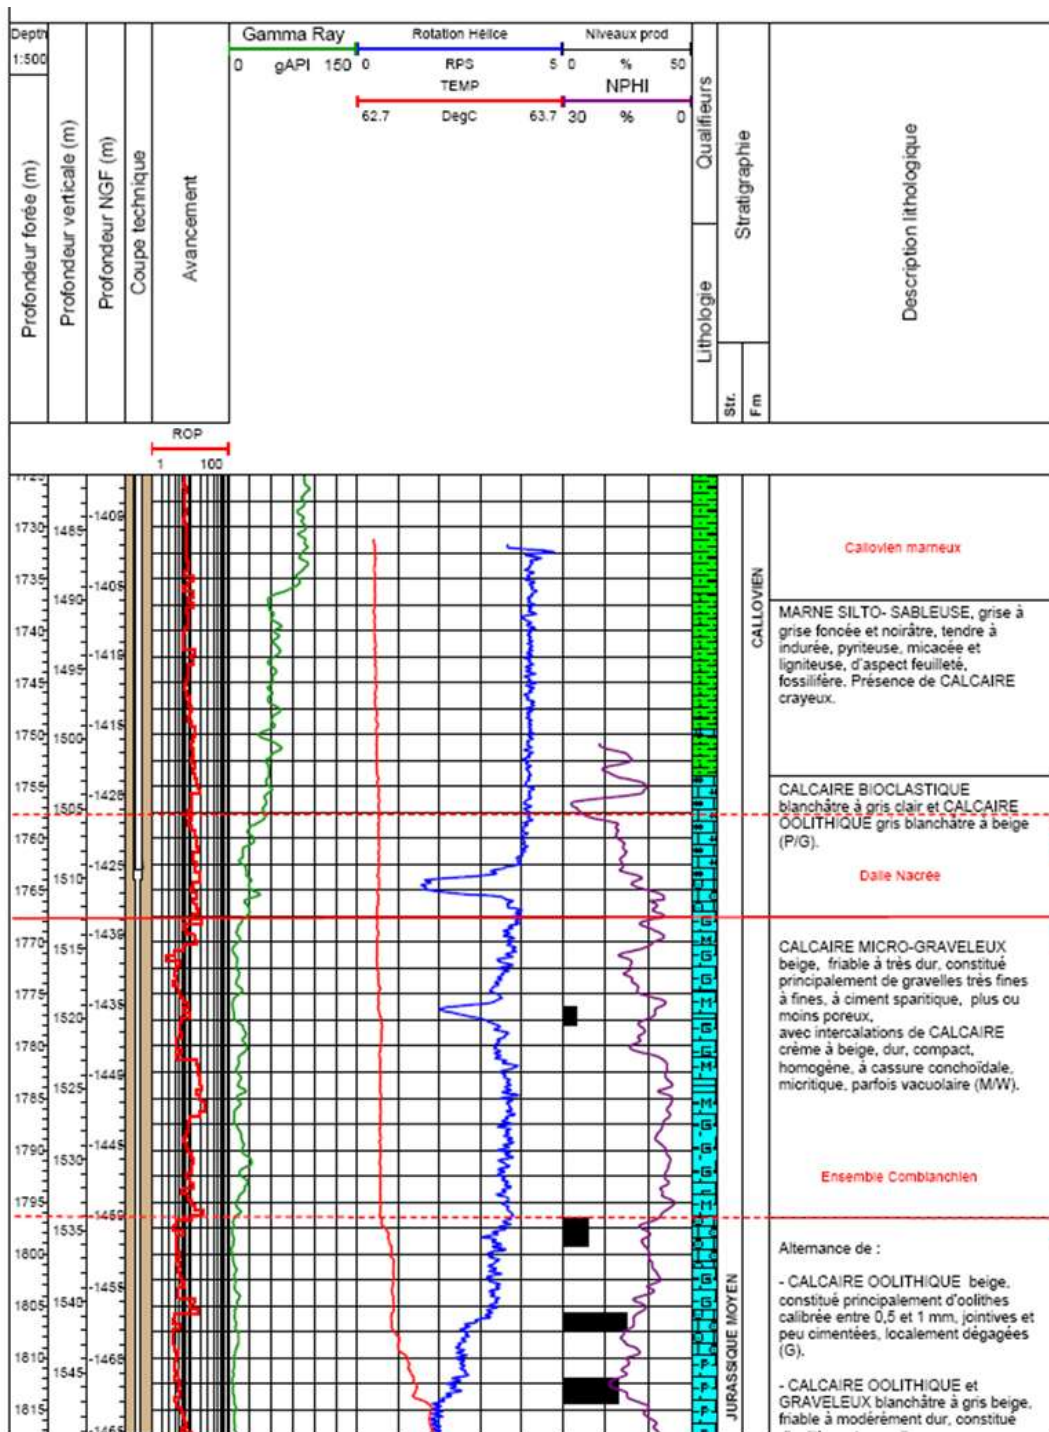 Depth
1:500
Gamma Ray
0 gAPI 150
Rotation Hélice
0 RPS 5
TEMP
62.7 DegC 63.7
Niveaux prod
0 % 50
NPHI
30 % 0
Profondeur forée (m)
Profondeur verticale (m)
Profondeur NGF (m)
Coupe technique
Avancement
Qualifieurs
Lithologie
Stratigraphie
Str.
Fm
Description lithologique
ROP
1 100
1725
1730
1735
1740
1745
1750
1755
1760
1765
1770
1775
1780
1785
1790
1795
1800
1805
1810
1815
1485
1490
1495
1500
1505
1510
1515
1520
1525
1530
1535
1540
1545
CALLOVIEN
JURASSIQUE MOYEN
Callovien marneux
MARNE SILTO- SABLEUSE, grise à
grise foncée et noirâtre, tendre à
indurée, pyriteuse, micacée et
ligniteuse, d'aspect feuilleté,
fossilifère. Présence de CALCAIRE
crayeux.
CALCAIRE BIOCLASTIQUE
blanchâtre à gris clair et CALCAIRE
OOLITHIQUE gris blanchâtre à beige
(P/G).
Dalle Nacrée
CALCAIRE MICRO-GRAVELEUX
beige, friable à très dur, constitué
principalement de gravelles très fines
à fines, à ciment sparitique, plus ou
moins poreux,
avec intercalations de CALCAIRE
crème à beige, dur, compact,
homogène, à cassure conchoïdale,
micritique, parfois vacuolaire (M/W).
Ensemble Comblanchien
Alternance de :
- CALCAIRE OOLITHIQUE beige,
constitué principalement d'oolithes
calibrée entre 0,5 et 1 mm, jointives et
peu cimentées, localement dégagées
(G).
- CALCAIRE OOLITHIQUE et
GRAVELEUX blanchâtre à gris beige,
friable à modérément dur, constitué